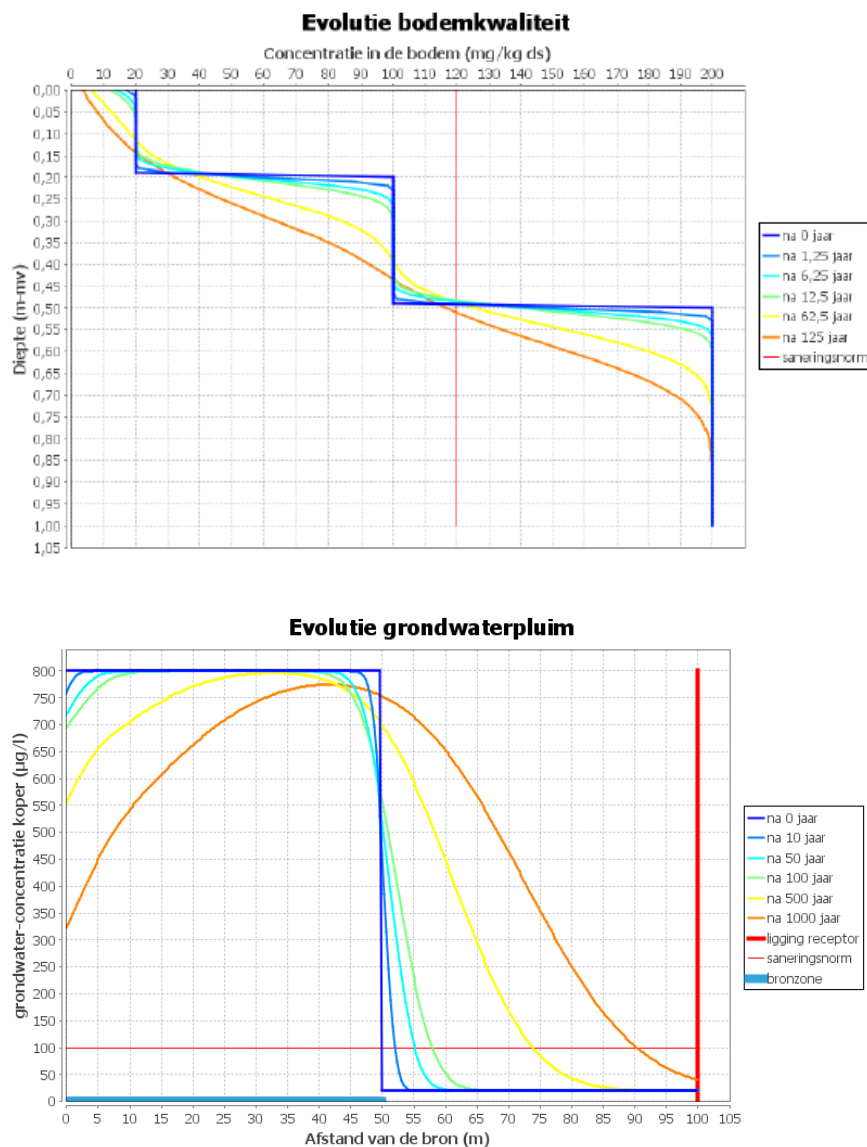 Evolutie bodemkwaliteit
Concentratie in de bodem (mg/kg ds)
0 10 20 30 40 50 60 70 80 90 100 110 120 130 140 150 160 170 180 190 200
Diepte (m-mv)
0,00
0,05
0,10
0,15
0,20
0,25
0,30
0,35
0,40
0,45
0,50
0,55
0,60
0,65
0,70
0,75
0,80
0,85
0,90
0,95
1,00
1,05
na 0 jaar
na 1,25 jaar
na 6,25 jaar
na 12,5 jaar
na 62,5 jaar
na 125 jaar
saneringsnorm
Evolutie grondwaterpluim
grondwater-concentratie koper (µg/l)
800
750
700
650
600
550
500
450
400
350
300
250
200
150
100
50
0
0 5 10 15 20 25 30 35 40 45 50 55 60 65 70 75 80 85 90 95 100 105
Afstand van de bron (m)
na 0 jaar
na 10 jaar
na 50 jaar
na 100 jaar
na 500 jaar
na 1000 jaar
ligging receptor
saneringsnorm
bronzone